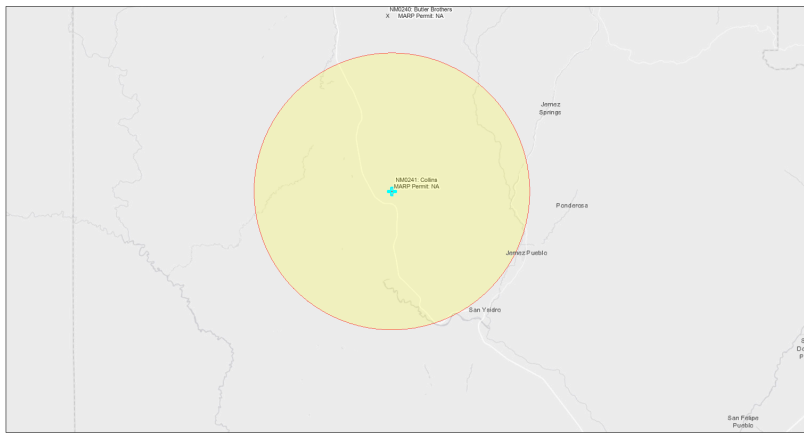 NM0240: Butler Brothers
X MARP Permit: NA
Jemez
Springs
NM0241: Collins
MARP Permit: NA
Ponderosa
Jemez Pueblo
San Ysidro
S
Do
P
San Felipe
Pueblo